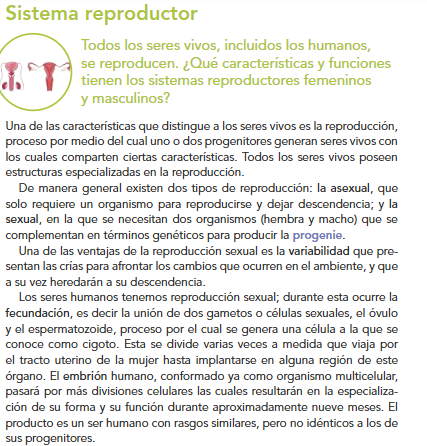 Sistema reproductor
Todos los seres vivos, incluidos los humanos,
se reproducen. ¿Qué características y funciones
tienen los sistemas reproductores femeninos
y masculinos?
Una de las características que distingue a los seres vivos es la reproducción,
proceso por medio del cual uno o dos progenitores generan seres vivos con
los cuales comparten ciertas características. Todos los seres vivos poseen
estructuras especializadas en la reproducción.
De manera general existen dos tipos de reproducción: la asexual, que
solo requiere un organismo para reproducirse y dejar descendencia; y la
sexual, en la que se necesitan dos organismos (hembra y macho) que se
complementan en términos genéticos para producir la progenie.
Una de las ventajas de la reproducción sexual es la variabilidad que pre-
sentan las crías para afrontar los cambios que ocurren en el ambiente, y que
a su vez heredarán a su descendencia.
Los seres humanos tenemos reproducción sexual; durante esta ocurre la
fecundación, es decir la unión de dos gametos o células sexuales, el óvulo
y el espermatozoide, proceso por el cual se genera una célula a la que se
conoce como cigoto. Esta se divide varias veces a medida que viaja por
el tracto uterino de la mujer hasta implantarse en alguna región de este
órgano. El embrión humano, conformado ya como organismo multicelular,
pasará por más divisiones celulares las cuales resultarán en la especializa-
ción de su forma y su función durante aproximadamente nueve meses. El
producto es un ser humano con rasgos similares, pero no idénticos a los de
sus progenitores.